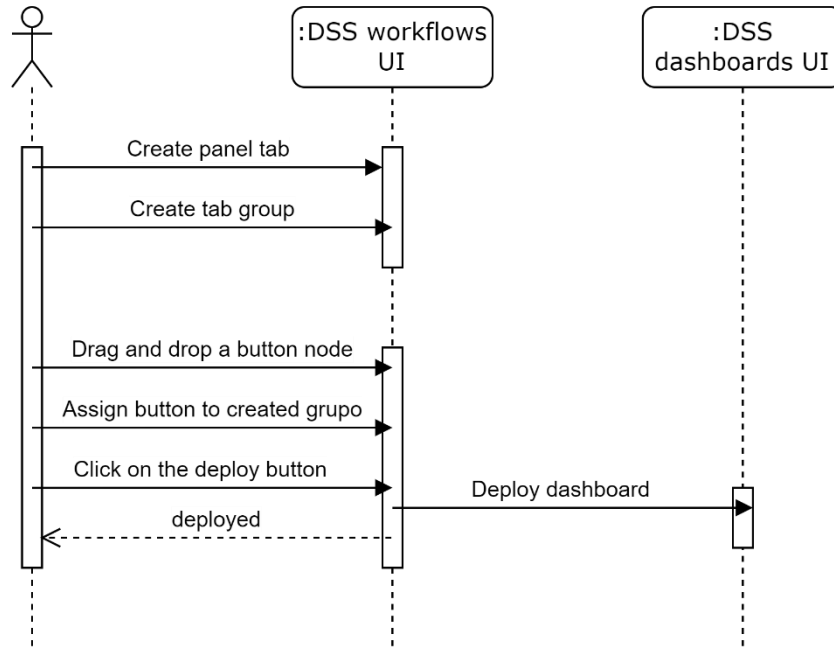 :DSS workflows
UI
:DSS
dashboards UI
Create panel tab
Create tab group
Drag and drop a button node
Assign button to created grupo
Click on the deploy button
Deploy dashboard
deployed